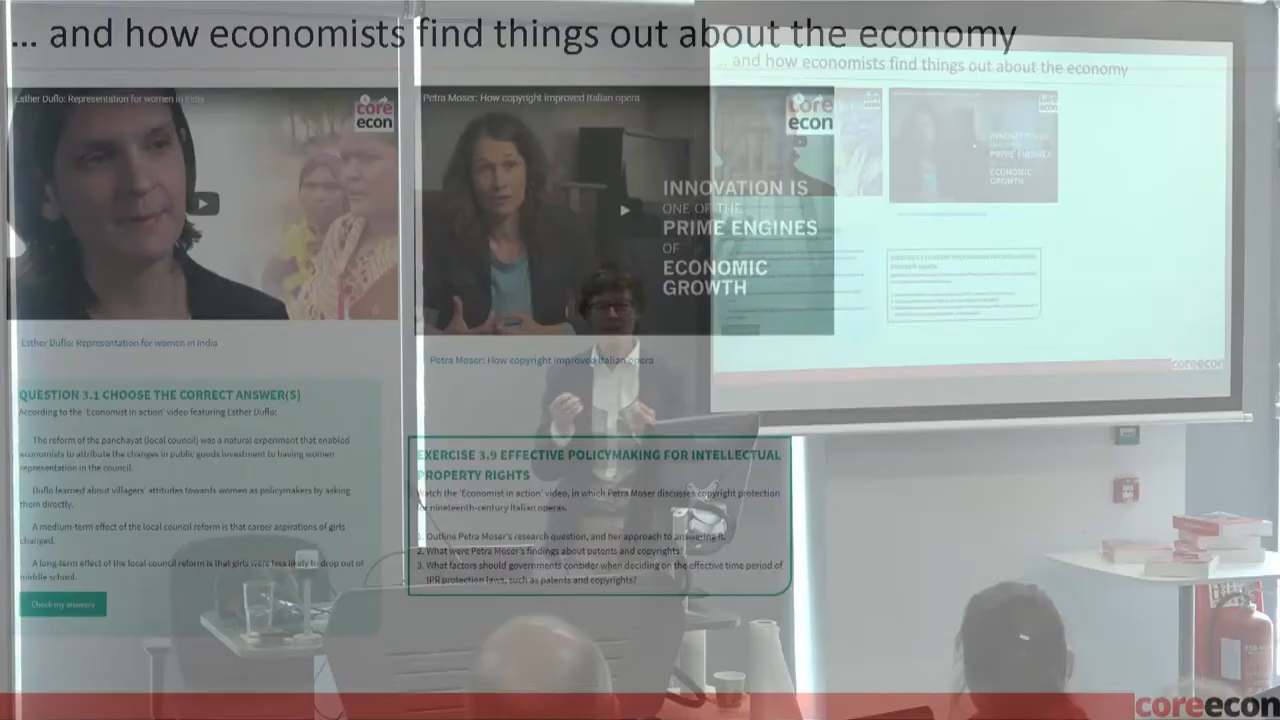 ... and how economists find things out about the economy
... and how economists find things out about the economy
Esther Duflo: Representation for women in India
core
econ
Petra Moser: How copyright improved Italian opera
core
econ
INNOVATION IS
ONE OF THE
PRIME ENGINES
OF
ECONOMIC
GROWTH
PRIME ENGINES
ECONOMIC
GROWTH
Esther Duflo: Representation for women in India
Petra Moser: How copyright improved Italian opera
QUESTION 3.1 CHOOSE THE CORRECT ANSWER(S)
According to the 'Economist in action' video featuring Esther Duflo:
The reform of the panchayat (local council) was a natural experiment that enabled
economists to attribute the changes in public goods investment to having women
representation in the council.
Duflo learned about villagers' attitudes towards women as policymakers by asking
them directly.
A medium-term effect of the local council reform is that career aspirations of girls
changed.
A long-term effect of the local council reform is that girls were less likely to drop out of
middle school.
Check my answers
EXERCISE 3.9 EFFECTIVE POLICYMAKING FOR INTELLECTUAL
PROPERTY RIGHTS
Watch the 'Economist in action' video, in which Petra Moser discusses copyright protection
for nineteenth-century Italian operas.
1. Outline Petra Moser's research question, and her approach to answering it.
2. What were Petra Moser's findings about patents and copyrights?
3. What factors should governments consider when deciding on the effective time period of
IPR protection laws, such as patents and copyrights?
coreecon
coreecon